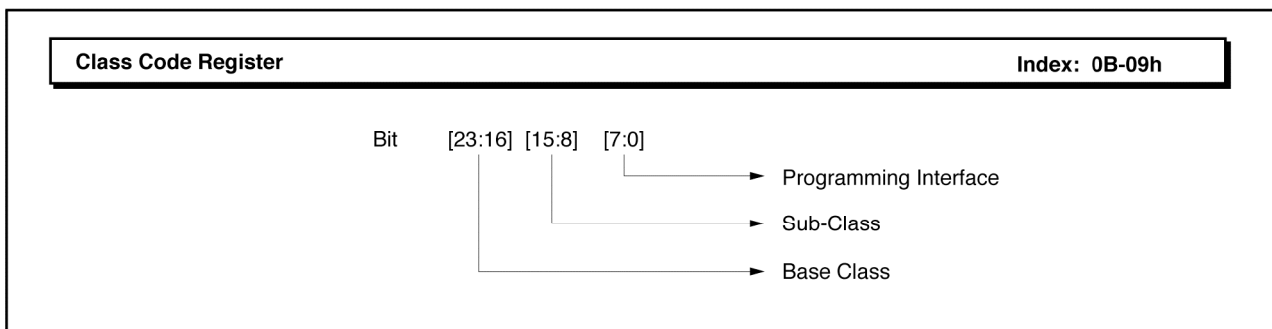 Class Code Register Index: 0B-09h
Bit [23:16] [15:8] [7:0]
Programming Interface
Sub-Class
Base Class